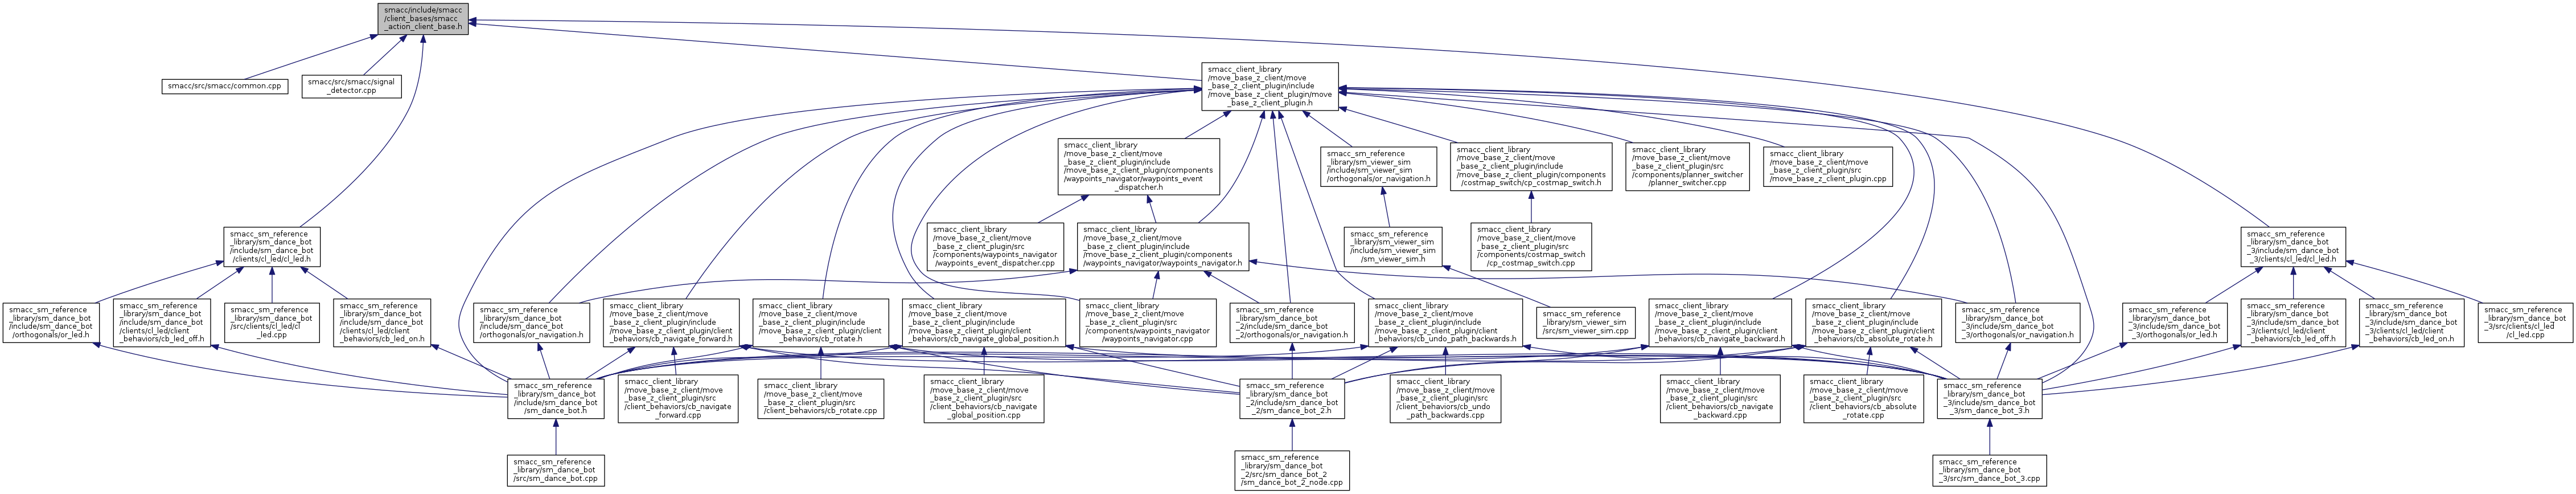 smacc/include/smacc
/client_bases/smacc
_action_client_base.h
smacc/src/smacc/common.cpp
smacc/src/smacc/signal
_detector.cpp
smacc_client_library
/move_base_z_client/move
_base_z_client_plugin/include
/move_base_z_client_plugin/move
_base_z_client_plugin.h
smacc_client_library
/move_base_z_client/move
_base_z_client_plugin/include
/move_base_z_client_plugin/components
/waypoints_navigator/waypoints_event
_dispatcher.h
smacc_sm_reference
_library/sm_viewer_sim
/include/sm_viewer_sim
/orthogonals/or_navigation.h
smacc_client_library
/move_base_z_client/move
_base_z_client_plugin/include
/move_base_z_client_plugin/components
/costmap_switch/cp_costmap_switch.h
smacc_client_library
/move_base_z_client/move
_base_z_client_plugin/src
/components/planner_switcher
/planner_switcher.cpp
smacc_client_library
/move_base_z_client/move
_base_z_client_plugin/src
/move_base_z_client_plugin.cpp
smacc_sm_reference
_library/sm_dance_bot
/include/sm_dance_bot
/clients/cl_led/cl_led.h
smacc_client_library
/move_base_z_client/move
_base_z_client_plugin/src
/components/waypoints_navigator
/waypoints_event_dispatcher.cpp
smacc_client_library
/move_base_z_client/move
_base_z_client_plugin/include
/move_base_z_client_plugin/components
/waypoints_navigator/waypoints_navigator.h
smacc_sm_reference
_library/sm_viewer_sim
/include/sm_viewer_sim
/sm_viewer_sim.h
smacc_client_library
/move_base_z_client/move
_base_z_client_plugin/src
/components/costmap_switch
/cp_costmap_switch.cpp
smacc_sm_reference
_library/sm_dance_bot
_3/include/sm_dance_bot
_3/clients/cl_led/cl_led.h
smacc_sm_reference
_library/sm_dance_bot
/include/sm_dance_bot
/orthogonals/or_led.h
smacc_sm_reference
_library/sm_dance_bot
/include/sm_dance_bot
/clients/cl_led/client
_behaviors/cb_led_off.h
smacc_sm_reference
_library/sm_dance_bot
/src/clients/cl_led/cl
_led.cpp
smacc_sm_reference
_library/sm_dance_bot
/include/sm_dance_bot
/clients/cl_led/client
_behaviors/cb_led_on.h
smacc_sm_reference
_library/sm_dance_bot
/include/sm_dance_bot
/orthogonals/or_navigation.h
smacc_client_library
/move_base_z_client/move
_base_z_client_plugin/include
/move_base_z_client_plugin/client
_behaviors/cb_navigate_forward.h
smacc_client_library
/move_base_z_client/move
_base_z_client_plugin/include
/move_base_z_client_plugin/client
_behaviors/cb_rotate.h
smacc_client_library
/move_base_z_client/move
_base_z_client_plugin/include
/move_base_z_client_plugin/client
_behaviors/cb_navigate_global_position.h
smacc_client_library
/move_base_z_client/move
_base_z_client_plugin/src
/components/waypoints_navigator
/waypoints_navigator.cpp
smacc_sm_reference
_library/sm_dance_bot
_2/include/sm_dance_bot
_2/orthogonals/or_navigation.h
smacc_client_library
/move_base_z_client/move
_base_z_client_plugin/include
/move_base_z_client_plugin/client
_behaviors/cb_undo_path_backwards.h
smacc_sm_reference
_library/sm_viewer_sim
/src/sm_viewer_sim.cpp
smacc_client_library
/move_base_z_client/move
_base_z_client_plugin/include
/move_base_z_client_plugin/client
_behaviors/cb_navigate_backward.h
smacc_client_library
/move_base_z_client/move
_base_z_client_plugin/include
/move_base_z_client_plugin/client
_behaviors/cb_absolute_rotate.h
smacc_sm_reference
_library/sm_dance_bot
_3/include/sm_dance_bot
_3/orthogonals/or_navigation.h
smacc_sm_reference
_library/sm_dance_bot
_3/include/sm_dance_bot
_3/orthogonals/or_led.h
smacc_sm_reference
_library/sm_dance_bot
_3/include/sm_dance_bot
_3/clients/cl_led/client
_behaviors/cb_led_off.h
smacc_sm_reference
_library/sm_dance_bot
_3/include/sm_dance_bot
_3/clients/cl_led/client
_behaviors/cb_led_on.h
smacc_sm_reference
_library/sm_dance_bot
_3/src/clients/cl_led
/cl_led.cpp
smacc_sm_reference
_library/sm_dance_bot
/include/sm_dance_bot
/sm_dance_bot.h
smacc_client_library
/move_base_z_client/move
_base_z_client_plugin/src
/client_behaviors/cb_navigate
_forward.cpp
smacc_client_library
/move_base_z_client/move
_base_z_client_plugin/src
/client_behaviors/cb_rotate.cpp
smacc_client_library
/move_base_z_client/move
_base_z_client_plugin/src
/client_behaviors/cb_navigate
_global_position.cpp
smacc_sm_reference
_library/sm_dance_bot
_2/include/sm_dance_bot
_2/sm_dance_bot_2.h
smacc_client_library
/move_base_z_client/move
_base_z_client_plugin/src
/client_behaviors/cb_undo
_path_backwards.cpp
smacc_client_library
/move_base_z_client/move
_base_z_client_plugin/src
/client_behaviors/cb_navigate
_backward.cpp
smacc_client_library
/move_base_z_client/move
_base_z_client_plugin/src
/client_behaviors/cb_absolute
_rotate.cpp
smacc_sm_reference
_library/sm_dance_bot
_3/include/sm_dance_bot
_3/sm_dance_bot_3.h
smacc_sm_reference
_library/sm_dance_bot
/src/sm_dance_bot.cpp
smacc_sm_reference
_library/sm_dance_bot
_2/src/sm_dance_bot_2
/sm_dance_bot_2_node.cpp
smacc_sm_reference
_library/sm_dance_bot
_3/src/sm_dance_bot_3.cpp